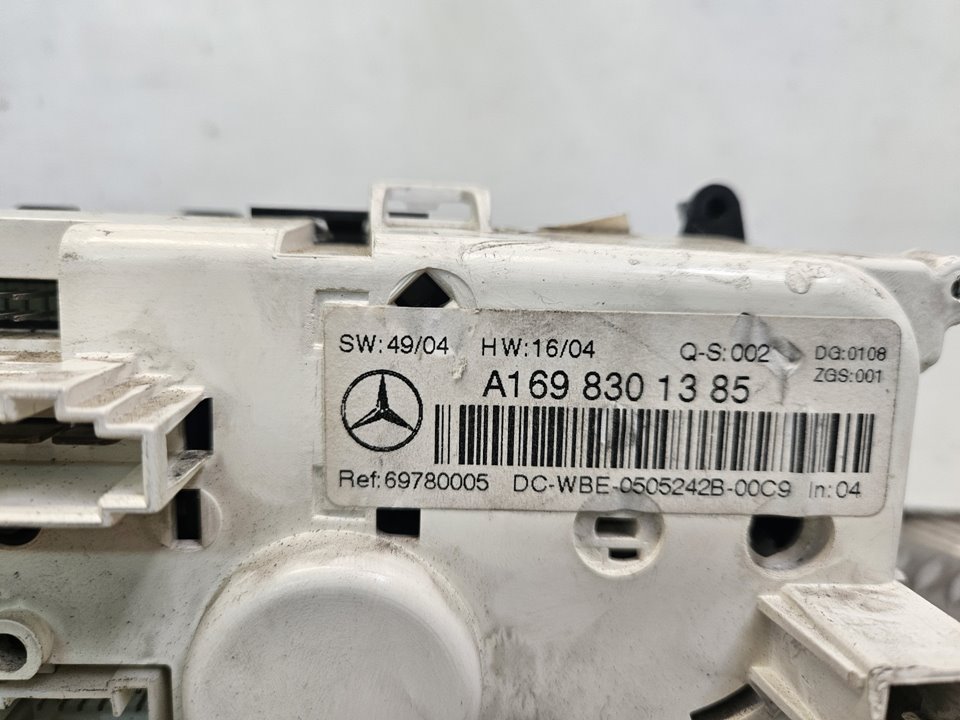 SW:49/04 HW:16/04 Q-S:002 DG:0108
ZGS:001
A169 830 13 85
Ref:69780005 DC-WBE-0505242B-00C9 In:04